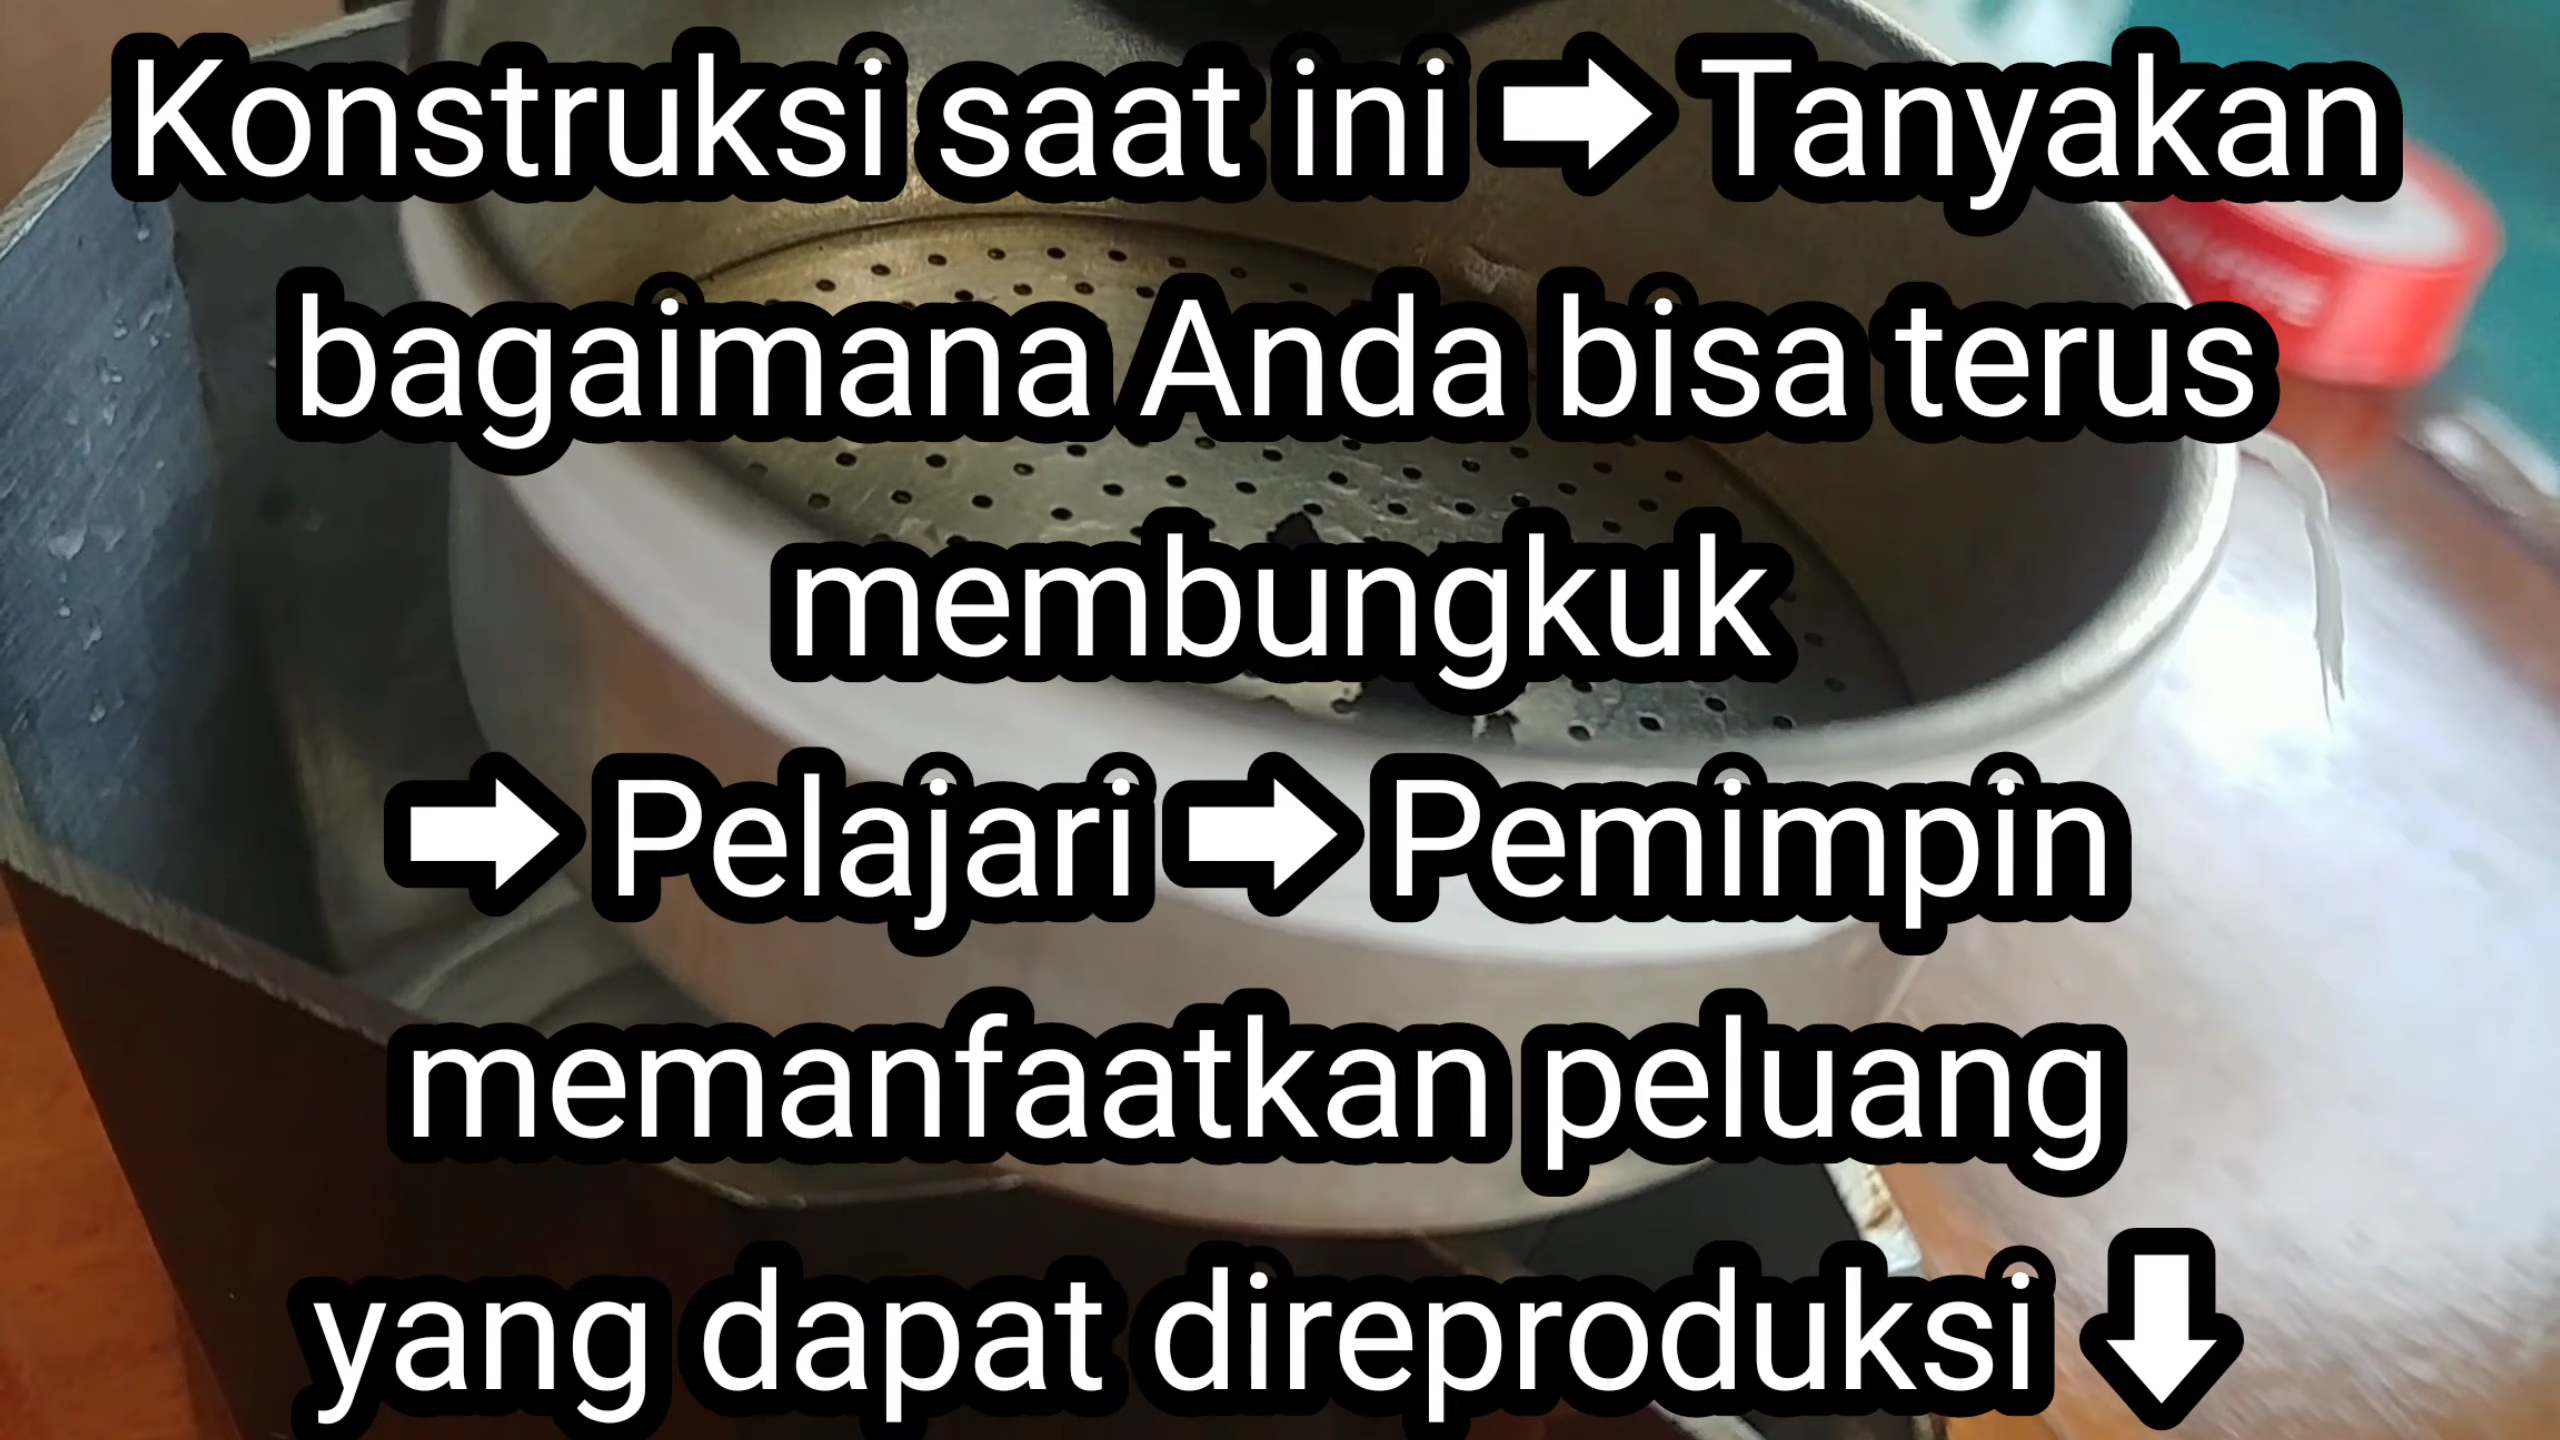 Konstruksi saat ini ➡ Tanyakan
bagaimana Anda bisa terus
membungkuk
➡ Pelajari ➡ Pemimpin
memanfaatkan peluang
yang dapat direproduksi ⬇